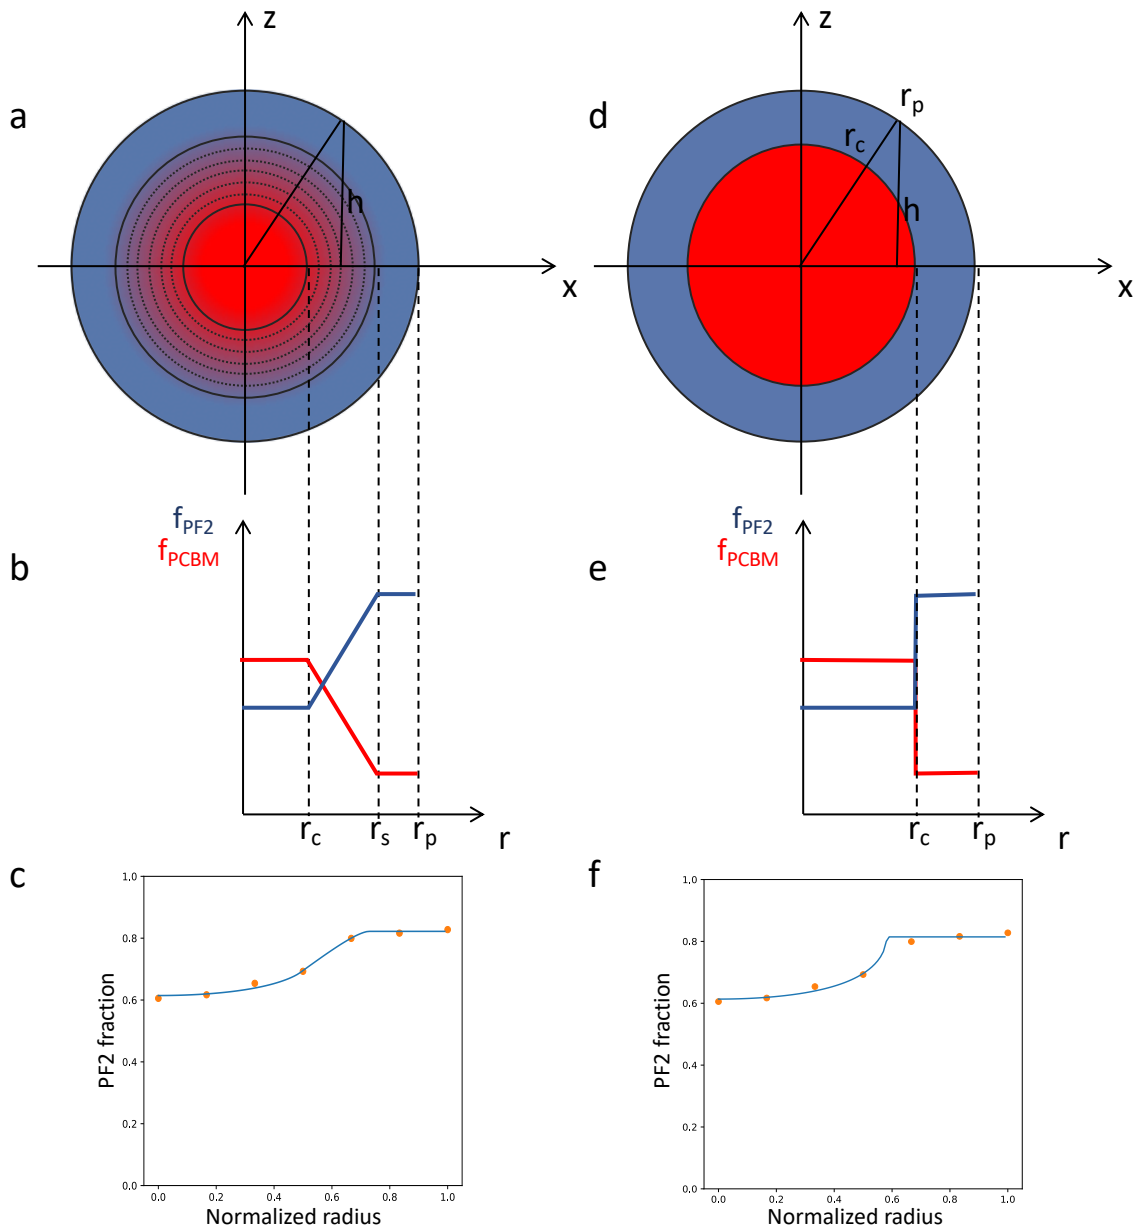 a
z
x
h
d
z
x
r_p
r_c
h
b
f_PF2
f_PCBM
r_c
r_s
r_p
r
e
f_PF2
f_PCBM
r_c
r_p
r
c
PF2 fraction
1.0
0.8
0.6
0.4
0.2
0.0
0.0 0.2 0.4 0.6 0.8 1.0
Normalized radius
f
PF2 fraction
1.0
0.8
0.6
0.4
0.2
0.0
0.0 0.2 0.4 0.6 0.8 1.0
Normalized radius